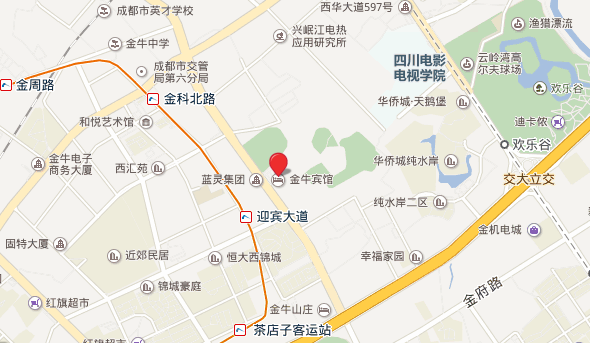 成都市英才学校
西华大道597号
渔猎漂流
金牛中学
兴岷江电热
应用研究所
四川电影
电视学院
云岭湾高
尔夫球场
成都市交管
局第六分局
金周路
金科北路
华侨城·天鹅堡
欢乐谷
和悦艺术馆
迪卡侬
欢乐谷
金牛电子
商务大厦
西汇苑
华侨城纯水岸
蓝灵集团
金牛宾馆
交大立交
纯水岸二区
迎宾大道
金机电城
固特大厦
近郊民居
恒大西锦城
幸福家园
锦城豪庭
金府路
红旗超市
金牛山庄
茶店子客运站
红旗超市